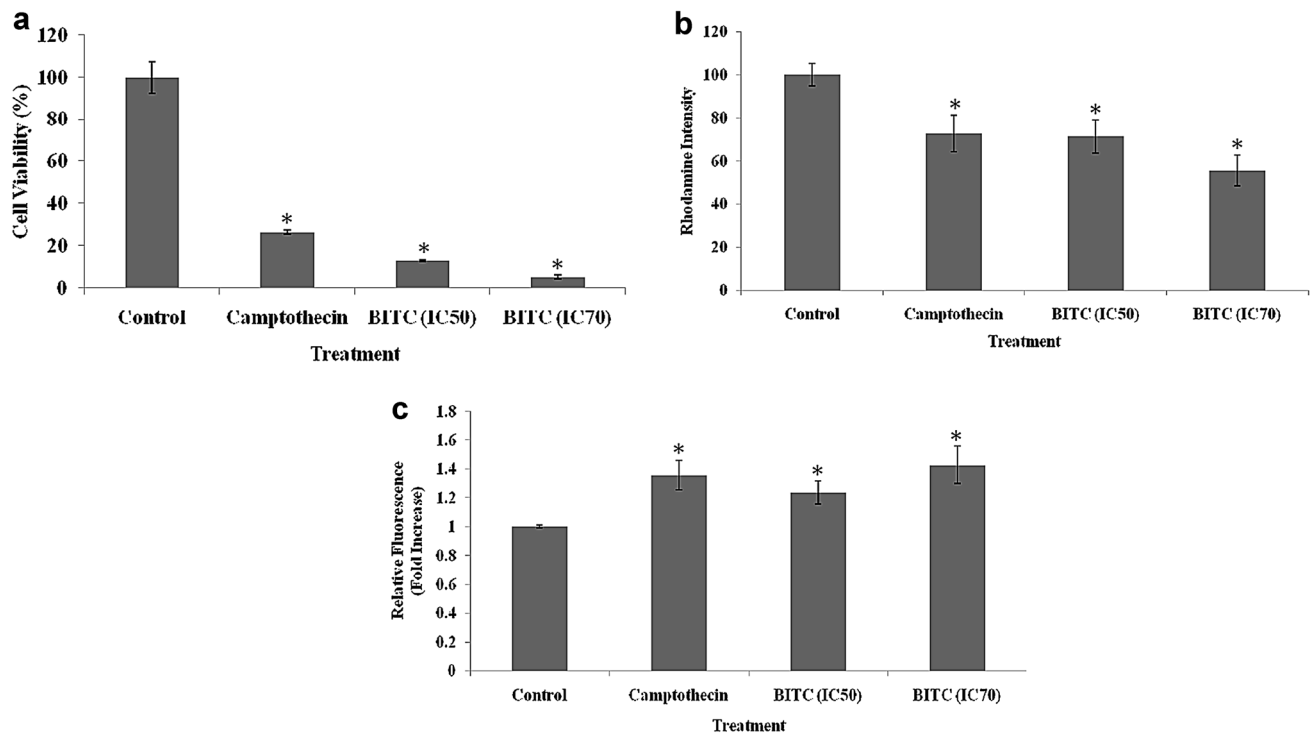 a
120
100
80
60
40
20
0
Cell Viability (%)
*
*
*
Control Camptothecin BITC (IC50) BITC (IC70)
Treatment
b
120
100
80
60
40
20
0
Rhodamine Intensity
*
*
*
Control Camptothecin BITC (IC50) BITC (IC70)
Treatment
c
1.8
1.6
1.4
1.2
1
0.8
0.6
0.4
0.2
0
Relative Fluorescence
(Fold Increase)
*
*
*
Control Camptothecin BITC (IC50) BITC (IC70)
Treatment